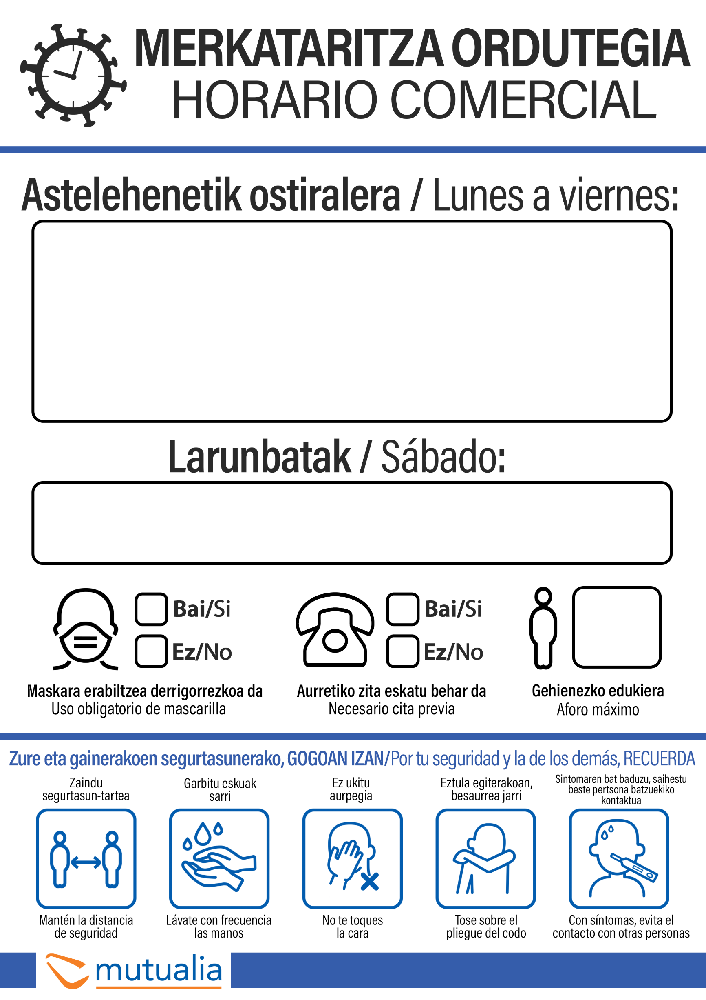 MERKATARITZA ORDUTEGIA
HORARIO COMERCIAL
Astelehenetik ostiralera / Lunes a viernes:
Larunbatak / Sábado:
Bai/Si
Ez/No
Maskara erabiltzea derrigorrezkoa da
Uso obligatorio de mascarilla
Bai/Si
Ez/No
Aurretiko zita eskatu behar da
Necesario cita previa
Gehienezko edukiera
Aforo máximo
Zure eta gainerakoen segurtasunerako, GOGOAN IZAN/Por tu seguridad y la de los demás, RECUERDA
Zaindu
segurtasun-tartea
Mantén la distancia
de seguridad
Garbitu eskuak
sarri
Lávate con frecuencia
las manos
Ez ukitu
aurpegia
No te toques
la cara
Eztula egiterakoan,
besaurrea jarri
Tose sobre el
pliegue del codo
Sintomaren bat baduzu, saihestu
beste pertsona batzuekiko
kontaktua
Con síntomas, evita el
contacto con otras personas
mutualia